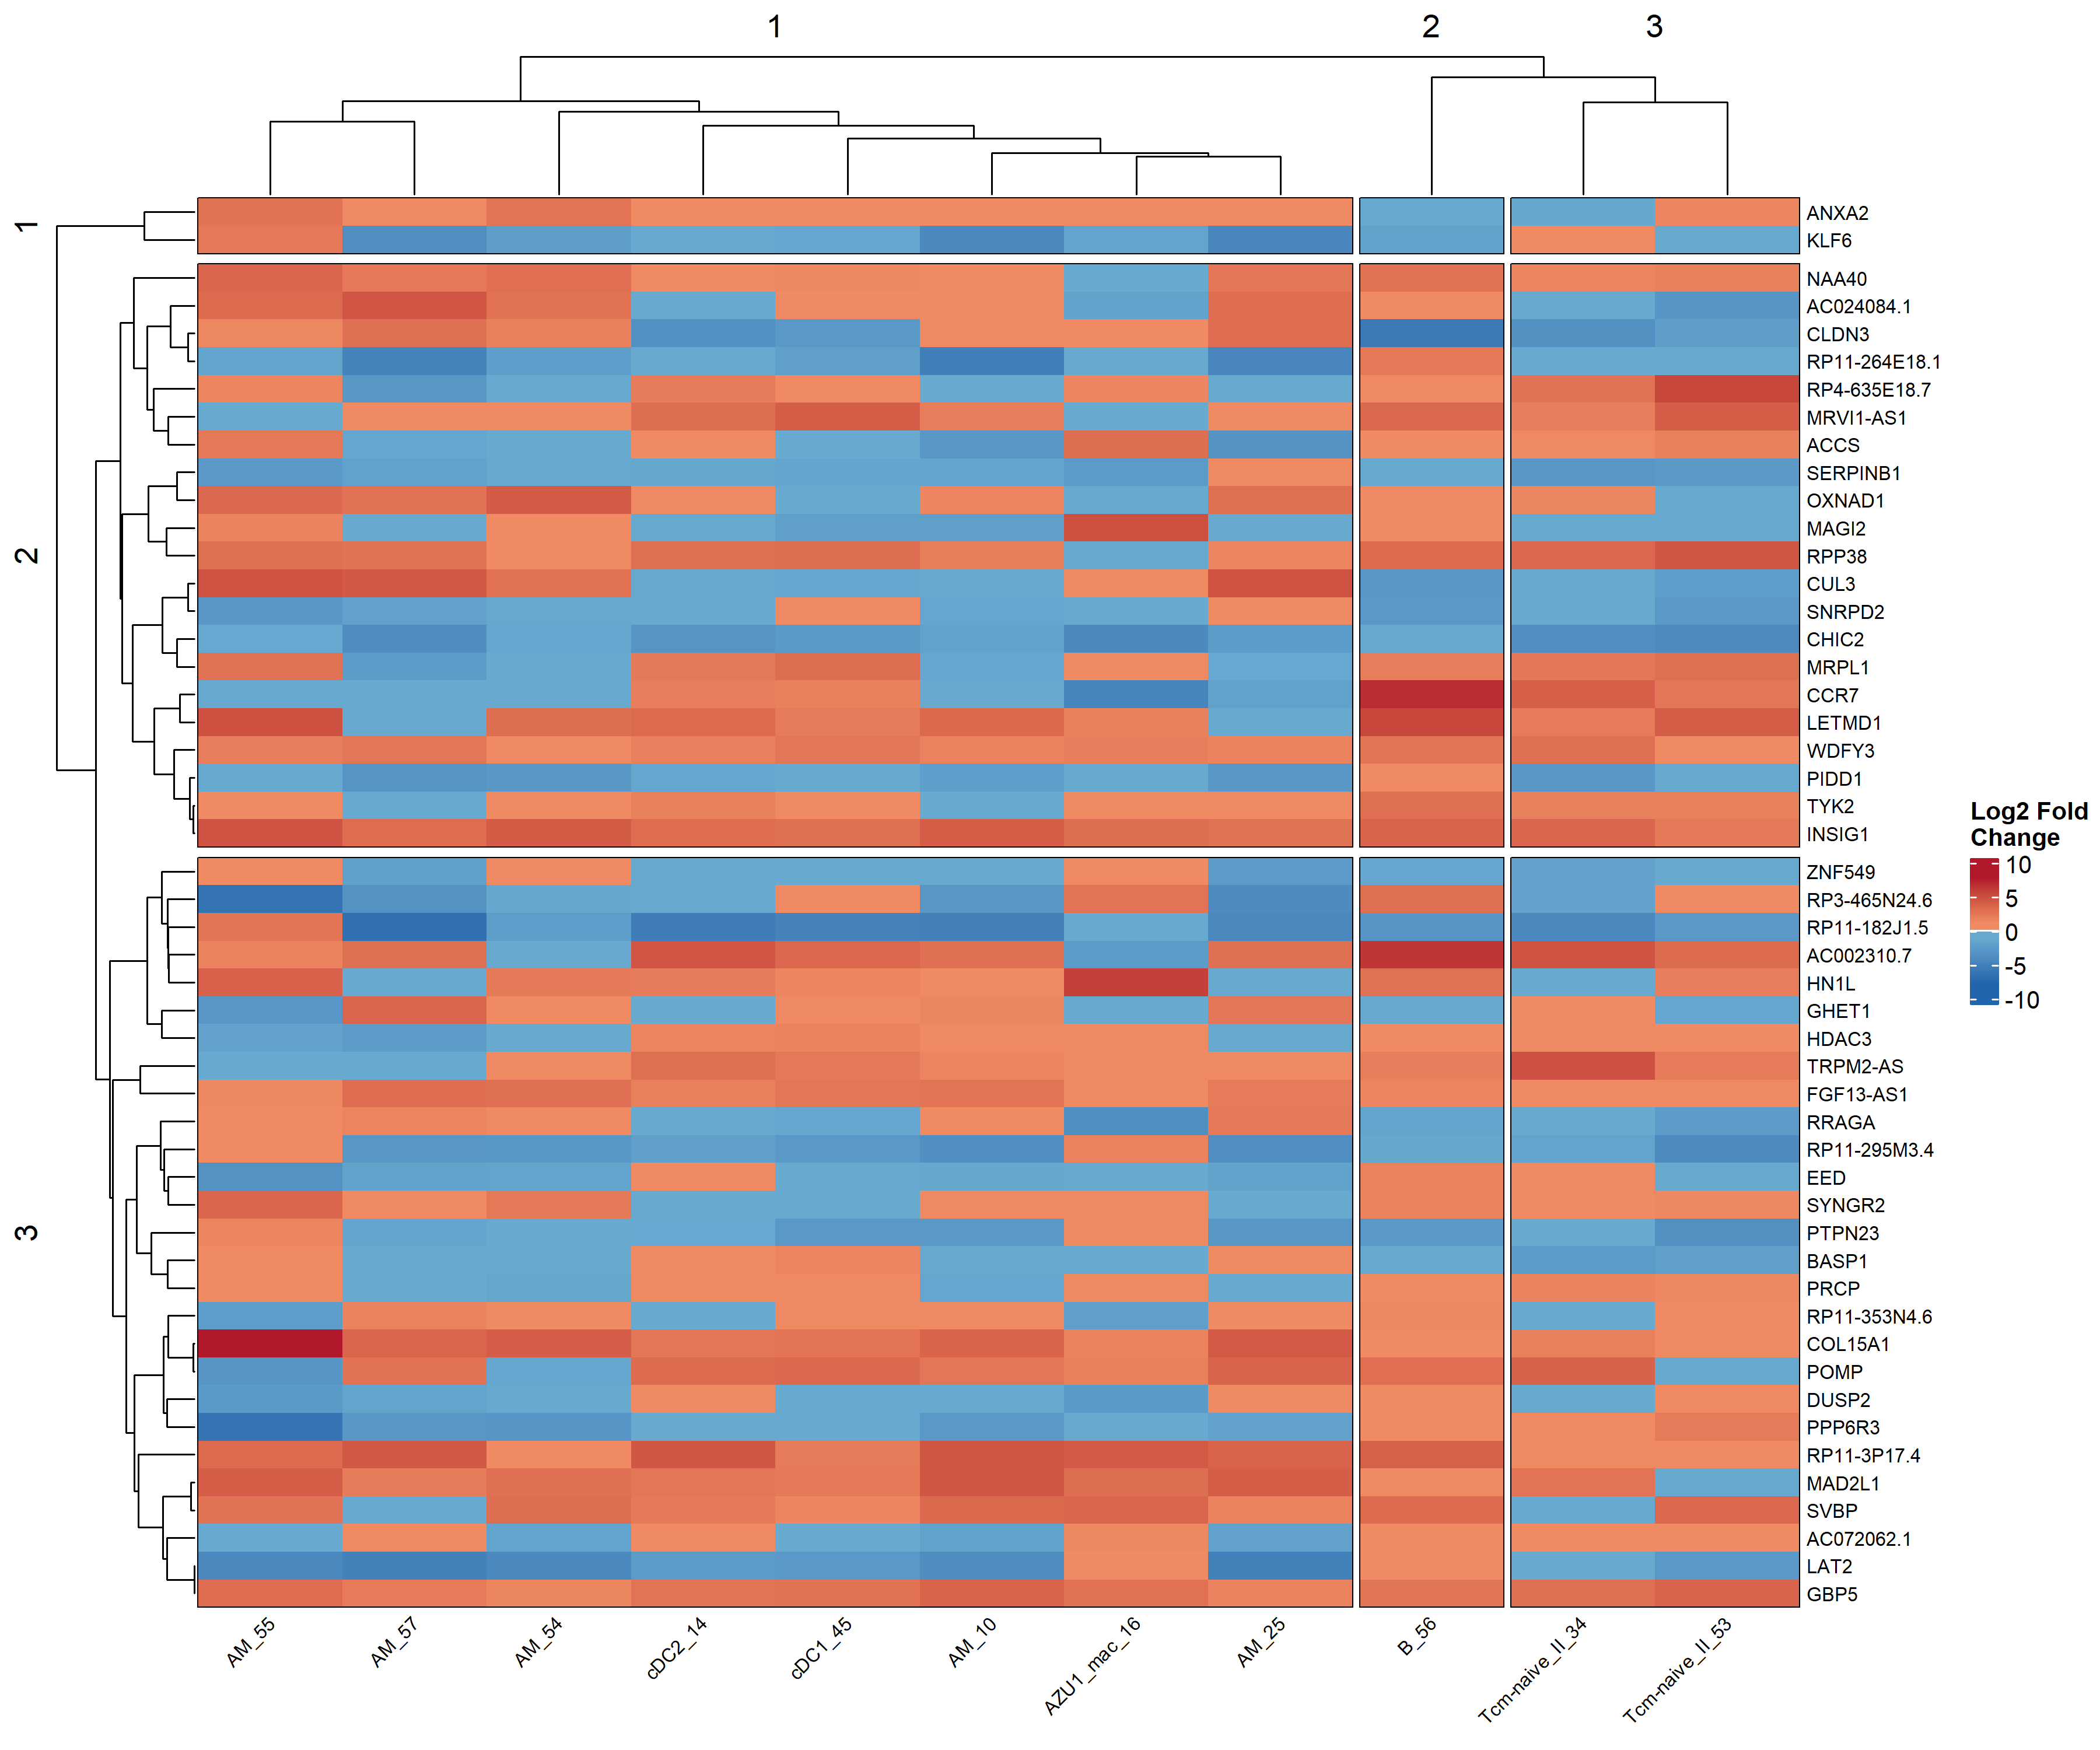 1
2
3
1
2
3
ANXA2
KLF6
NAA40
AC024084.1
CLDN3
RP11-264E18.1
RP4-635E18.7
MRVI1-AS1
ACCS
SERPINB1
OXNAD1
MAGI2
RPP38
CUL3
SNRPD2
CHIC2
MRPL1
CCR7
LETMD1
WDFY3
PIDD1
TYK2
INSIG1
ZNF549
RP3-465N24.6
RP11-182J1.5
AC002310.7
HN1L
GHET1
HDAC3
TRPM2-AS
FGF13-AS1
RRAGA
RP11-295M3.4
EED
SYNGR2
PTPN23
BASP1
PRCP
RP11-353N4.6
COL15A1
POMP
DUSP2
PPP6R3
RP11-3P17.4
MAD2L1
SVBP
AC072062.1
LAT2
GBP5
AM_55
AM_57
AM_54
cDC2_14
cDC1_45
AM_10
AZU1_mac_16
AM_25
B_56
Tcm-naive_II_34
Tcm-naive_II_53
Log2 Fold
Change
10
5
0
-5
-10